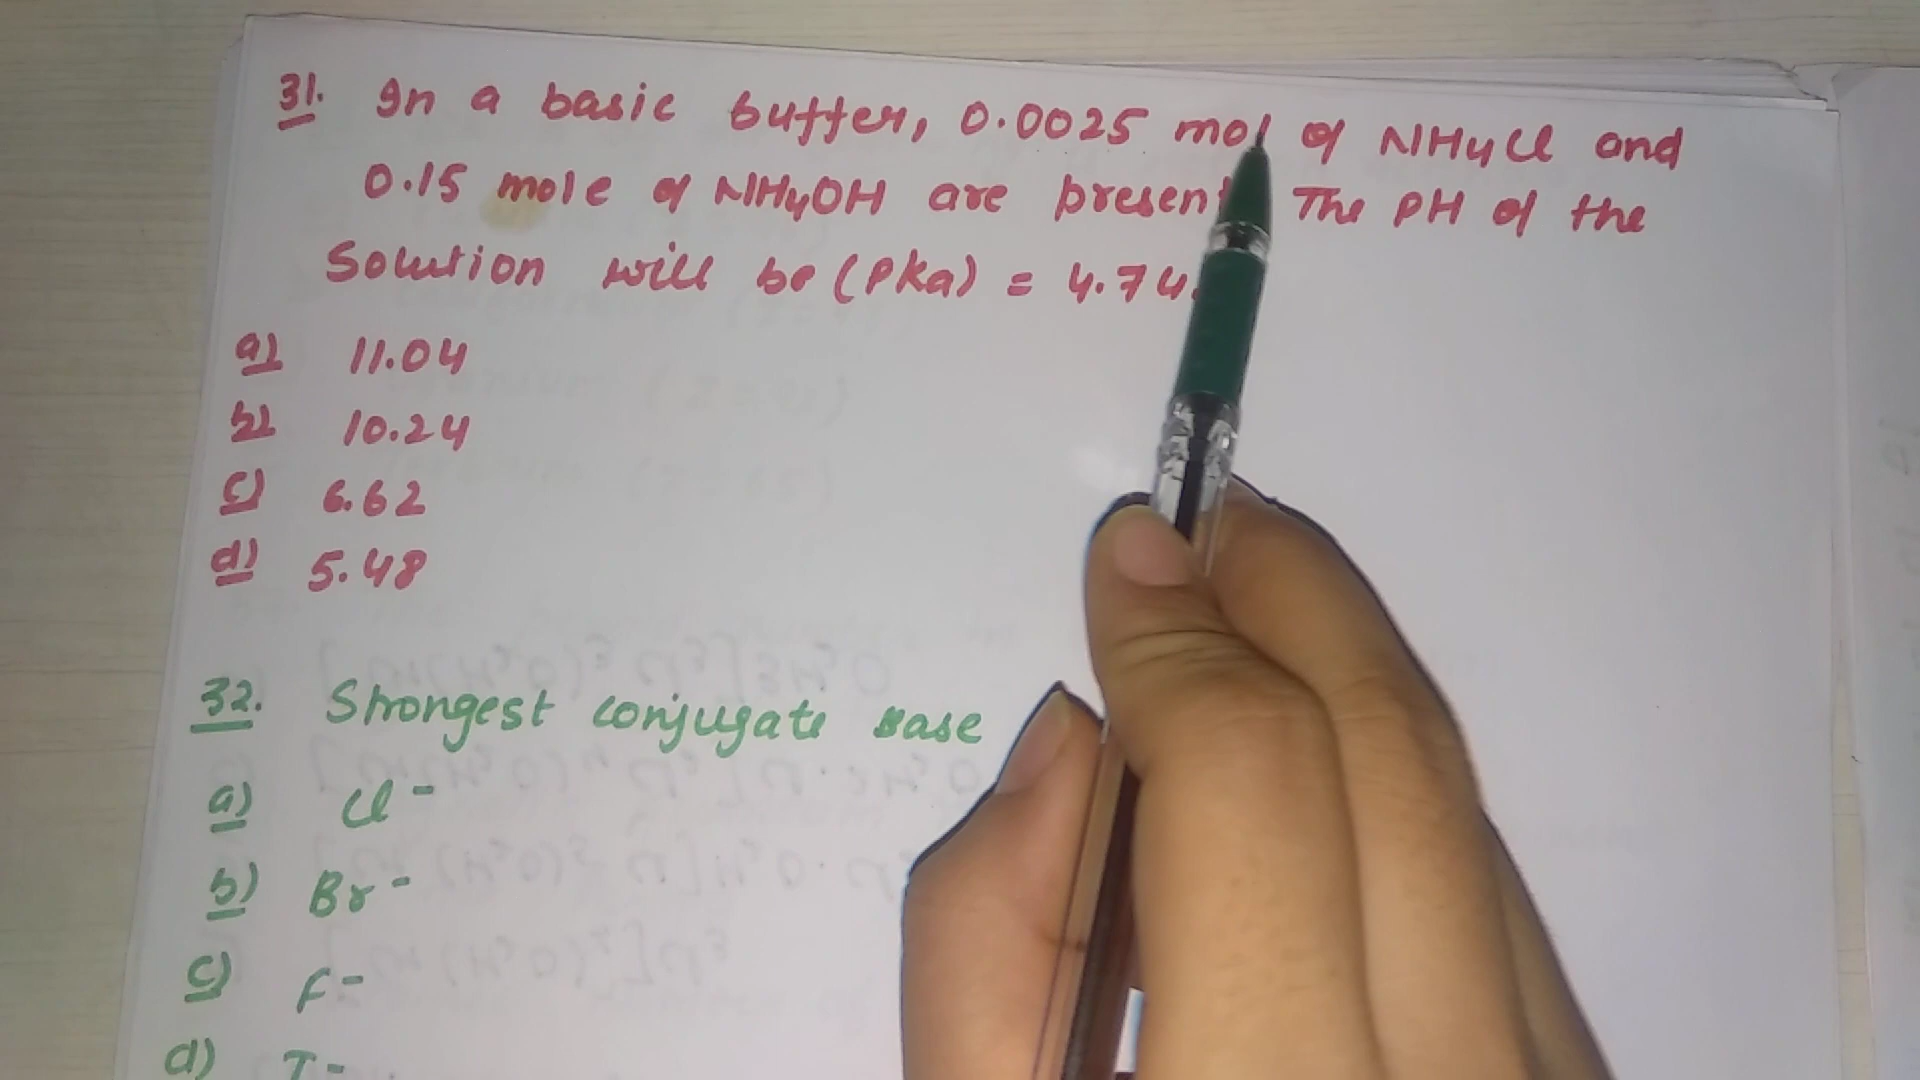 31. In a basic buffer, 0.0025 mol of NH4Cl and
0.15 mole of NH4OH are present The PH of the
Solution will be (PKa) = 4.74.
a) 11.04
b) 10.24
c) 6.62
d) 5.48
32. Strongest conjugate Base
a) Cl-
b) Br-
c) F-
d) I-